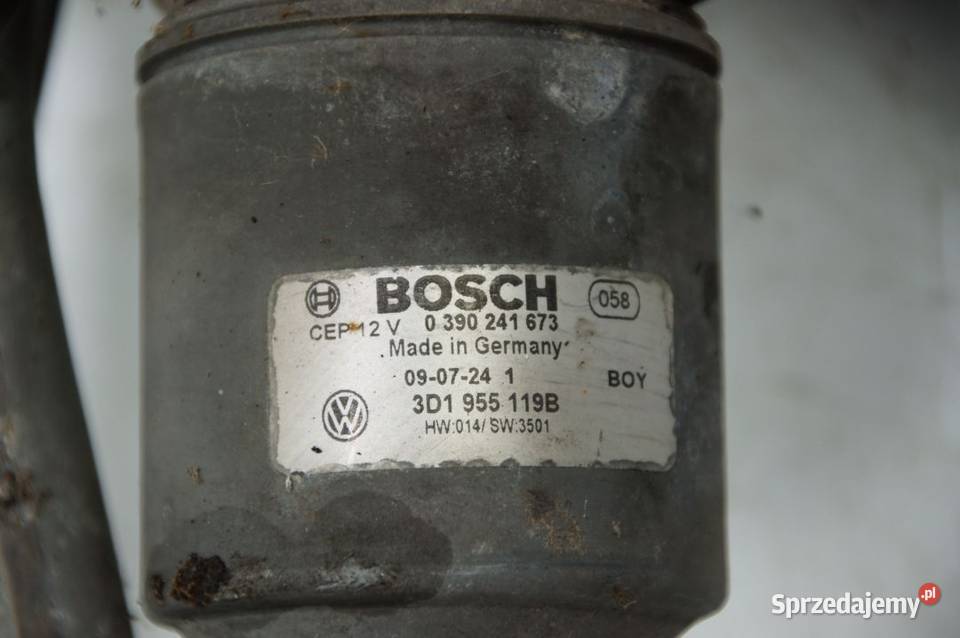 BOSCH 058
CEP 12 V 0 390 241 673
Made in Germany
09-07-24 1 BOY
3D1 955 119B
HW:014/ SW:3501
Sprzedajemy.pl